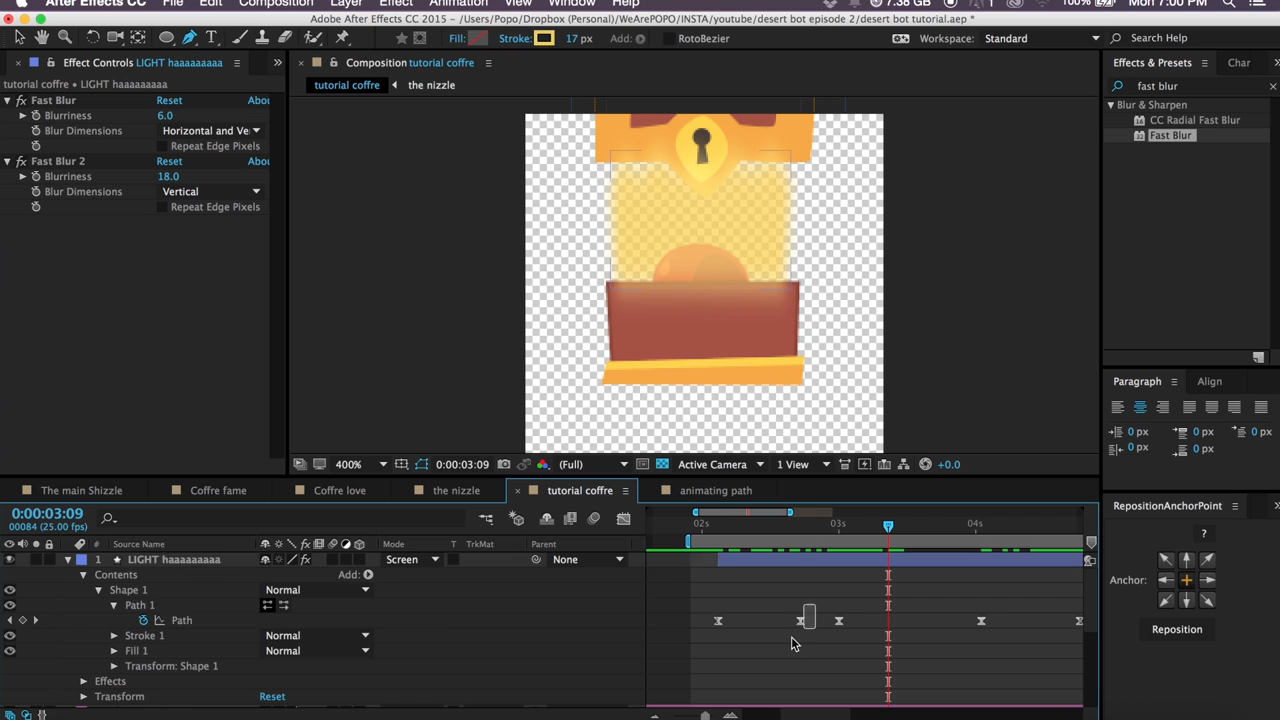 After Effects CC File Edit Composition Layer Effect Animation View Window Help 7.38 GB 1 100% Mon 7:00 PM
Adobe After Effects CC 2015 - /Users/Popo/Dropbox (Personal)/WeArePOPO/INSTA/youtube/desert bot episode 2/desert bot tutorial.aep *
Fill: Stroke: 17 px Add: RotoBezier Workspace: Standard Search Help
Effect Controls LIGHT haaaaaaaaa
Composition tutorial coffre
Effects & Presets Char
tutorial coffre • LIGHT haaaaaaaaa
tutorial coffre the nizzle
fast blur
Fast Blur Reset Abou
Blurriness 6.0
Blur Dimensions Horizontal and Ve
Repeat Edge Pixels
Fast Blur 2 Reset Abou
Blurriness 18.0
Blur Dimensions Vertical
Repeat Edge Pixels
Blur & Sharpen
CC Radial Fast Blur
Fast Blur
Paragraph Align
0 px 0 px 0 px
0 px 0 px
400% 0:00:03:09 (Full) Active Camera 1 View +0.0
The main Shizzle Coffre fame Coffre love the nizzle tutorial coffre animating path
RepositionAnchorPoint
?
Anchor:
Reposition
0:00:03:09
00084 (25.00 fps)
02s 03s 04s
# Source Name Mode T TrkMat Parent
1 LIGHT haaaaaaaaa Screen None
Contents Add:
Shape 1 Normal
Path 1
Path
Stroke 1 Normal
Fill 1 Normal
Transform: Shape 1
Effects
Transform Reset